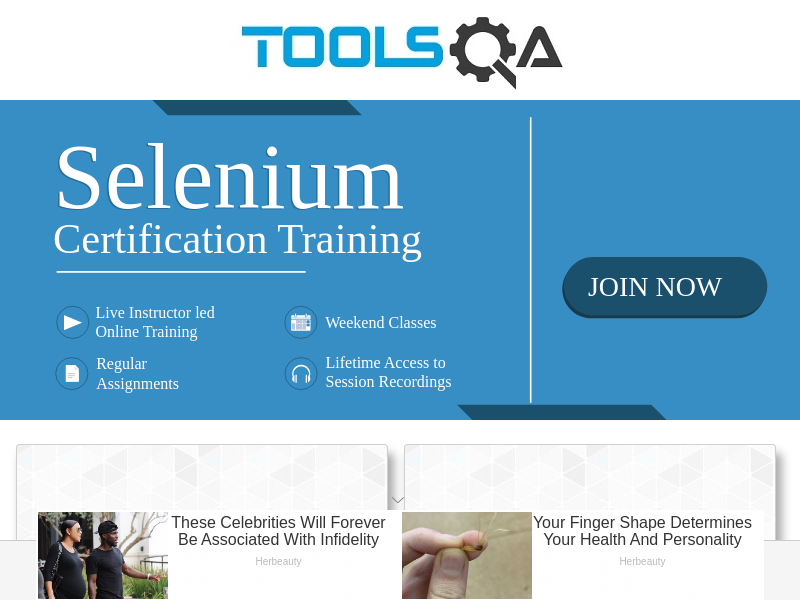 TOOLSQA
Selenium
Certification Training
JOIN NOW
Live Instructor led
Online Training
Weekend Classes
Regular
Assignments
Lifetime Access to
Session Recordings
These Celebrities Will Forever
Be Associated With Infidelity
Herbeauty
Your Finger Shape Determines
Your Health And Personality
Herbeauty